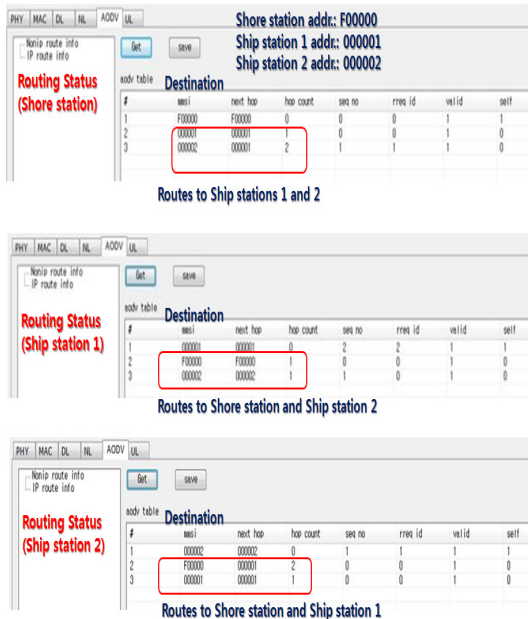 PHY MAC DL NL AODV UL
Shore station addr.: F00000
Ship station 1 addr.: 000001
Ship station 2 addr.: 000002
Nonip route info
IP route info
Get save
Routing Status
(Shore station)
aodv table
Destination
# mmsi next hop hop count seq no rreq id valid self
1 F00000 F00000 0 0 0 1 1
2 000001 000001 1 0 0 1 0
3 000002 000001 2 1 1 1 0
Routes to Ship stations 1 and 2
PHY MAC DL NL AODV UL
Nonip route info
IP route info
Get save
Routing Status
(Ship station 1)
aodv table
Destination
# mmsi next hop hop count seq no rreq id valid self
1 000001 000001 0 2 2 1 1
2 F00000 F00000 1 0 0 1 0
3 000002 000002 1 1 0 1 0
Routes to Shore station and Ship station 2
PHY MAC DL NL AODV UL
Nonip route info
IP route info
Get save
Routing Status
(Ship station 2)
aodv table
Destination
# mmsi next hop hop count seq no rreq id valid self
1 000002 000002 0 1 1 1 1
2 F00000 000001 2 0 0 1 0
3 000001 000001 1 0 0 1 0
Routes to Shore station and Ship station 1